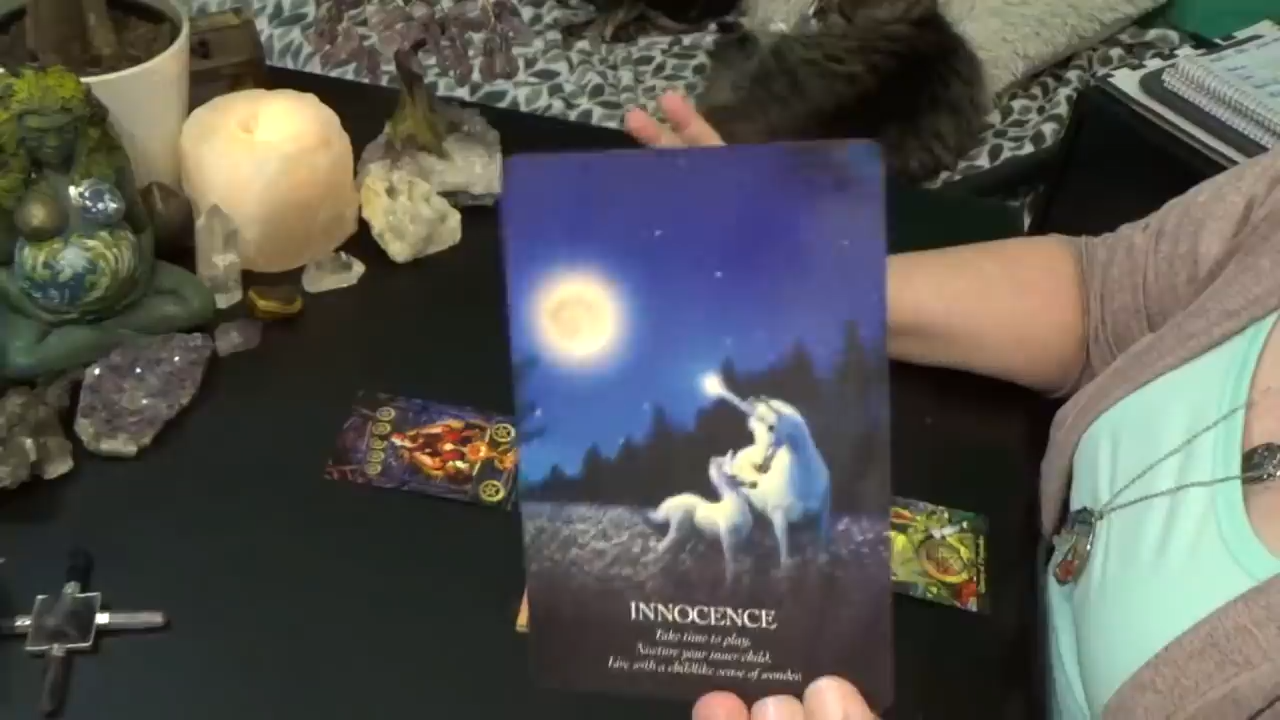 INNOCENCE
Take time to play.
Nurture your inner child.
Live with a childlike sense of wonder.